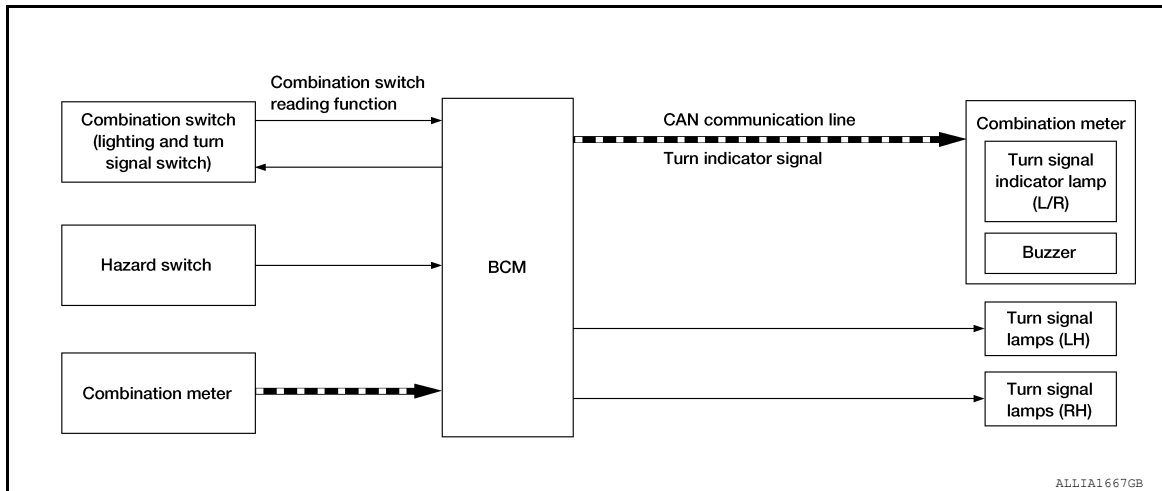 Combination switch
reading function
Combination switch
(lighting and turn
signal switch)
Hazard switch
Combination meter
BCM
CAN communication line
Turn indicator signal
Combination meter
Turn signal
indicator lamp
(L/R)
Buzzer
Turn signal
lamps (LH)
Turn signal
lamps (RH)
ALLIA1667GB